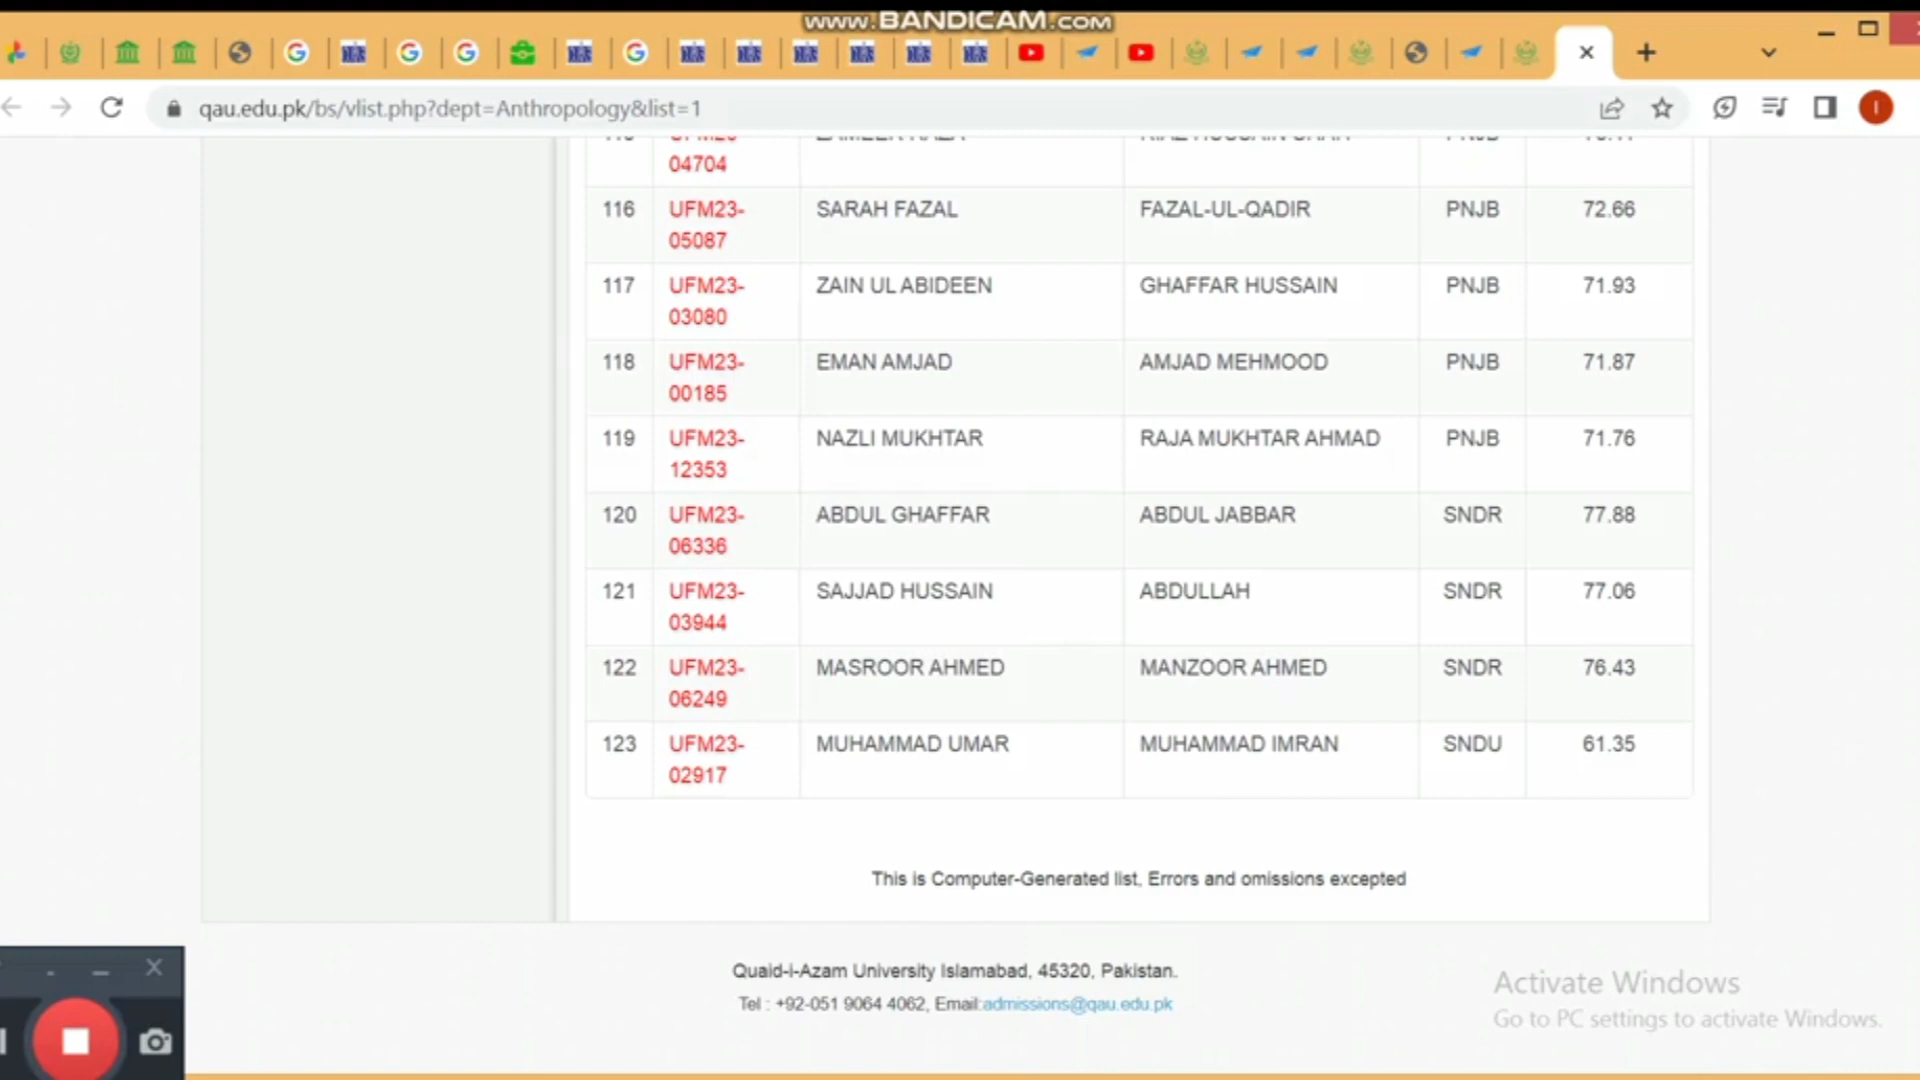 www.BANDICAM.com
qau.edu.pk/bs/vlist.php?dept=Anthropology&list=1
I
04704
116 UFM23- SARAH FAZAL FAZAL-UL-QADIR PNJB 72.66
05087
117 UFM23- ZAIN UL ABIDEEN GHAFFAR HUSSAIN PNJB 71.93
03080
118 UFM23- EMAN AMJAD AMJAD MEHMOOD PNJB 71.87
00185
119 UFM23- NAZLI MUKHTAR RAJA MUKHTAR AHMAD PNJB 71.76
12353
120 UFM23- ABDUL GHAFFAR ABDUL JABBAR SNDR 77.88
06336
121 UFM23- SAJJAD HUSSAIN ABDULLAH SNDR 77.06
03944
122 UFM23- MASROOR AHMED MANZOOR AHMED SNDR 76.43
06249
123 UFM23- MUHAMMAD UMAR MUHAMMAD IMRAN SNDU 61.35
02917
This is Computer-Generated list, Errors and omissions excepted
Quaid-i-Azam University Islamabad, 45320, Pakistan.
Tel : +92-051 9064 4062, Email:admissions@qau.edu.pk
Activate Windows
Go to PC settings to activate Windows.